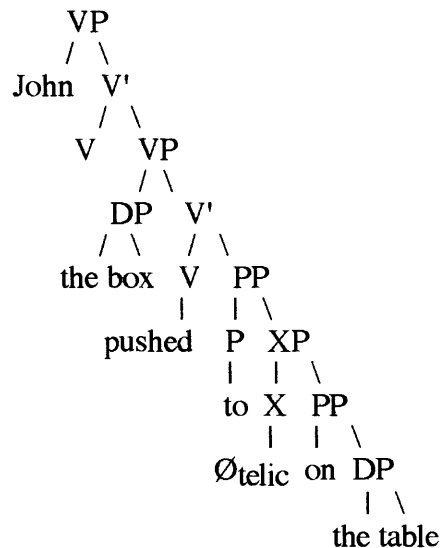 VP
John V'
V VP
DP V'
the box V PP
pushed P XP
to X PP
Øtelic on DP
the table